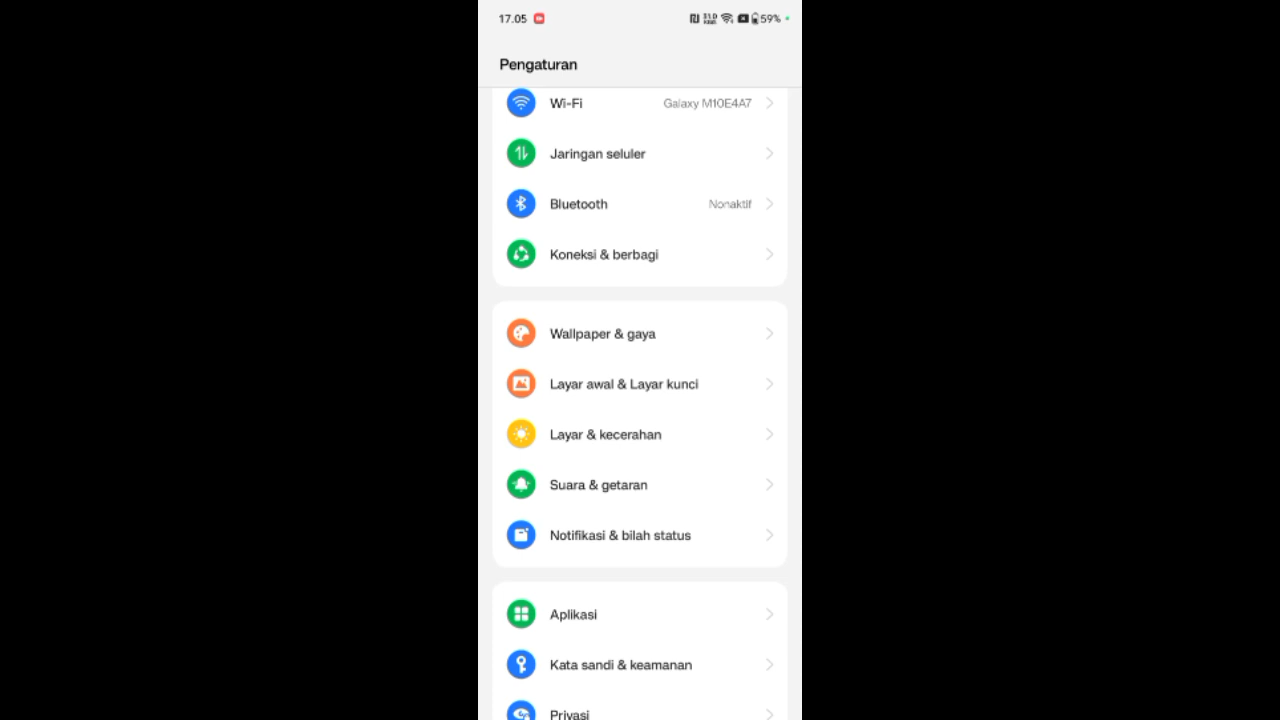 17.05 59%
Pengaturan
Wi-Fi Galaxy M10E4A7
Jaringan seluler
Bluetooth Nonaktif
Koneksi & berbagi
Wallpaper & gaya
Layar awal & Layar kunci
Layar & kecerahan
Suara & getaran
Notifikasi & bilah status
Aplikasi
Kata sandi & keamanan
Privasi